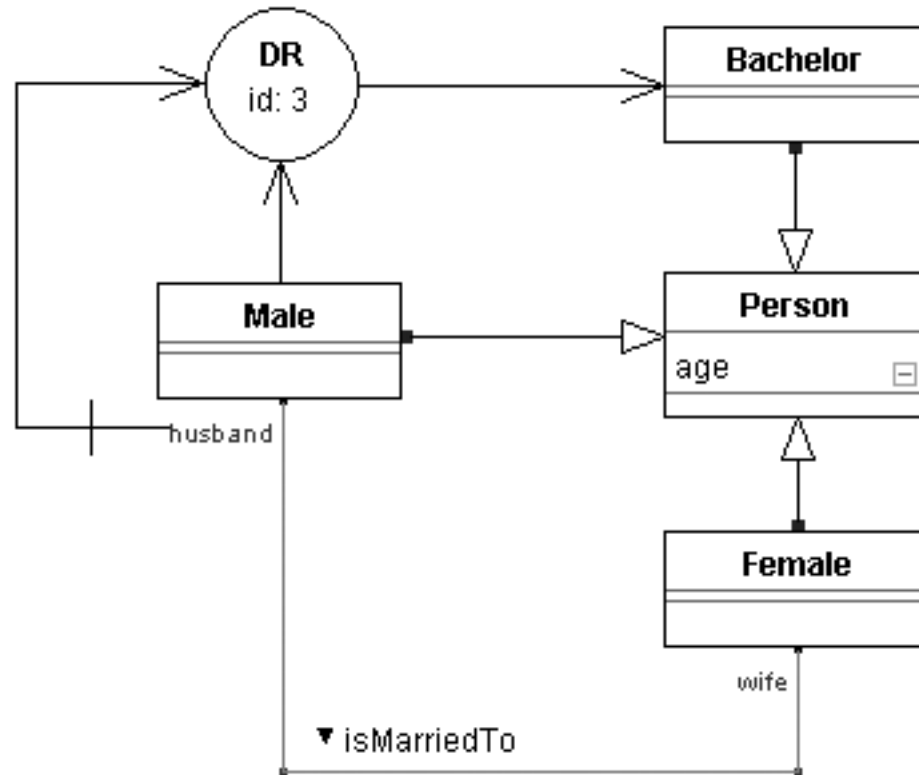 DR
id: 3
Bachelor
Male
Person
age
husband
Female
wife
isMarriedTo